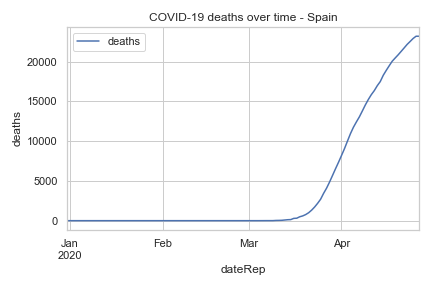 COVID-19 deaths over time - Spain
deaths
20000
15000
10000
5000
0
deaths
Jan
2020
Feb
Mar
Apr
dateRep